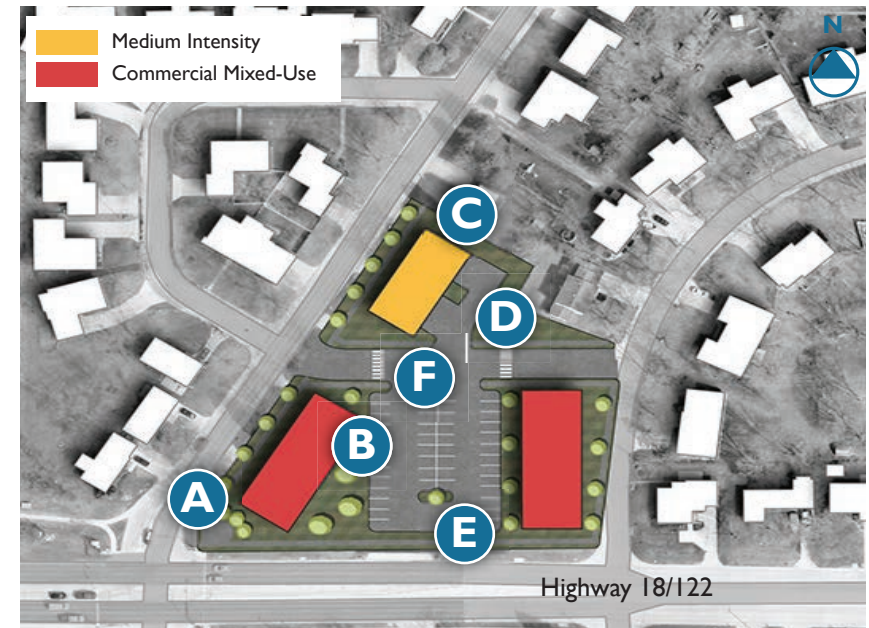 Medium Intensity
Commercial Mixed-Use
N
C
D
F
B
A
E
Highway 18/122